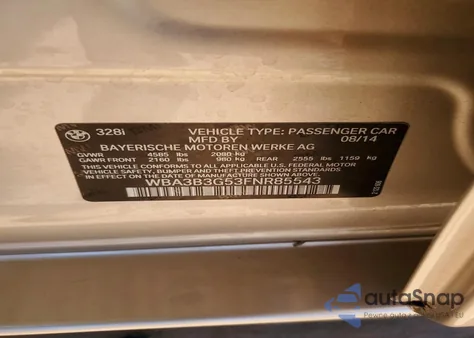 328i VEHICLE TYPE: PASSENGER CAR
MFD BY 08/14
BAYERISCHE MOTOREN WERKE AG
GVWR 4585 lbs 2080 kg
GAWR FRONT 2160 lbs 980 kg REAR 2555 lbs 1159 kg
THIS VEHICLE CONFORMS TO ALL APPLICABLE
FEDERAL MOTOR VEHICLE SAFETY, BUMPER,
AND THEFT PREVENTION STANDARDS IN EFFECT
ON THE DATE OF MANUFACTURE SHOWN ABOVE.
WBA3B3G53FNR85543
autoSnap